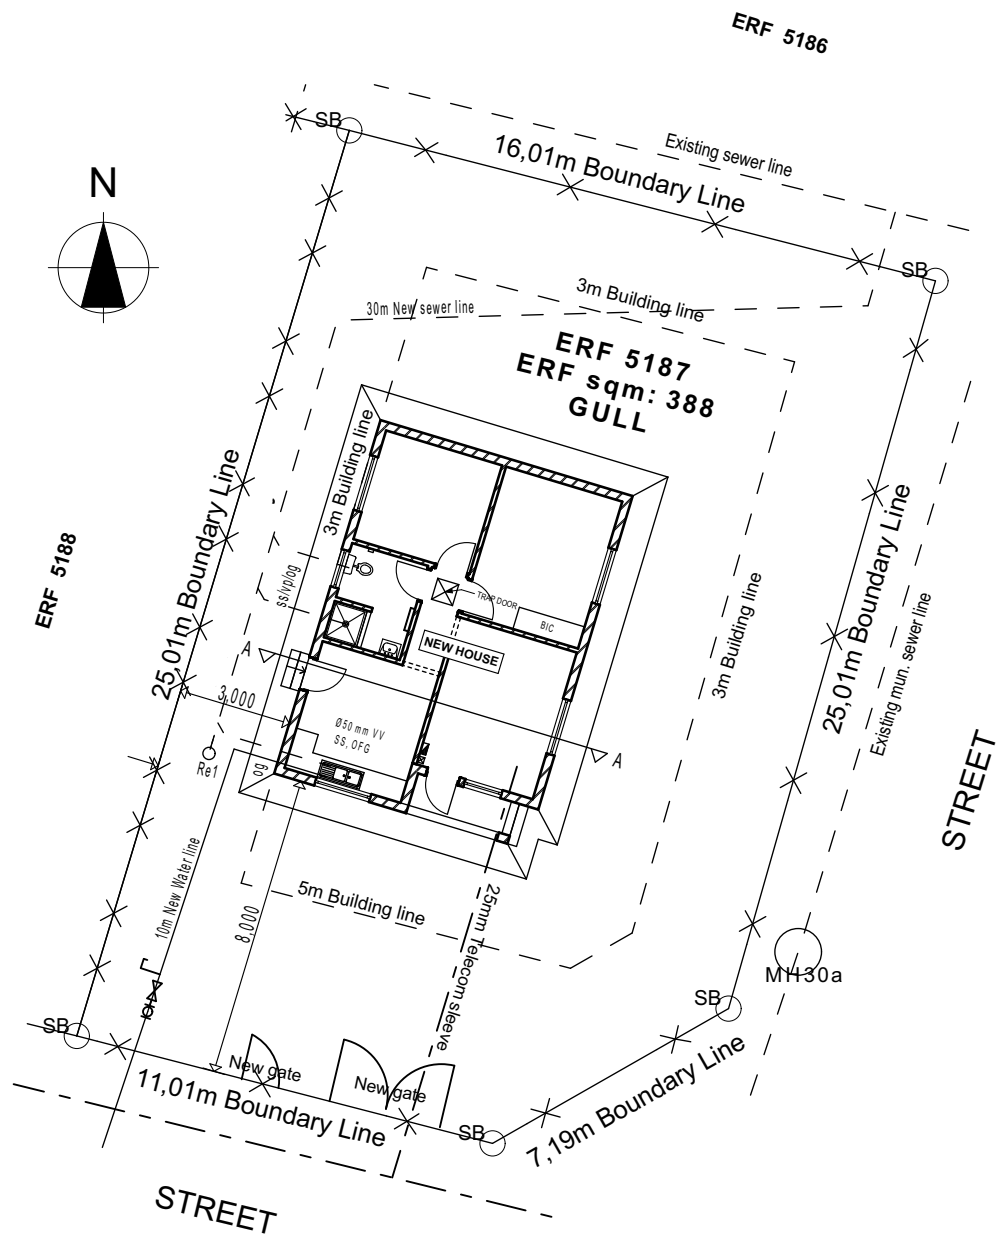 ERF 5186
SB
16,01m Boundary Line
Existing sewer line
N
SB
3m Building line
30m New sewer line
ERF 5187
ERF sqm: 388
GULL
3m Building line
25,01m Boundary Line
ERF 5188
ss/vp/og
TRAP DOOR
BIC
NEW HOUSE
A
3,000
Ø50 mm VV
SS, OFG
A
3m Building line
25,01m Boundary Line
Existing mun. sewer line
STREET
Re1
og
10m New Water line
8,000
5m Building line
25mm Telecom sleeve
MH30a
SB
SB
New gate
New gate
11,01m Boundary Line
SB
7,19m Boundary Line
STREET